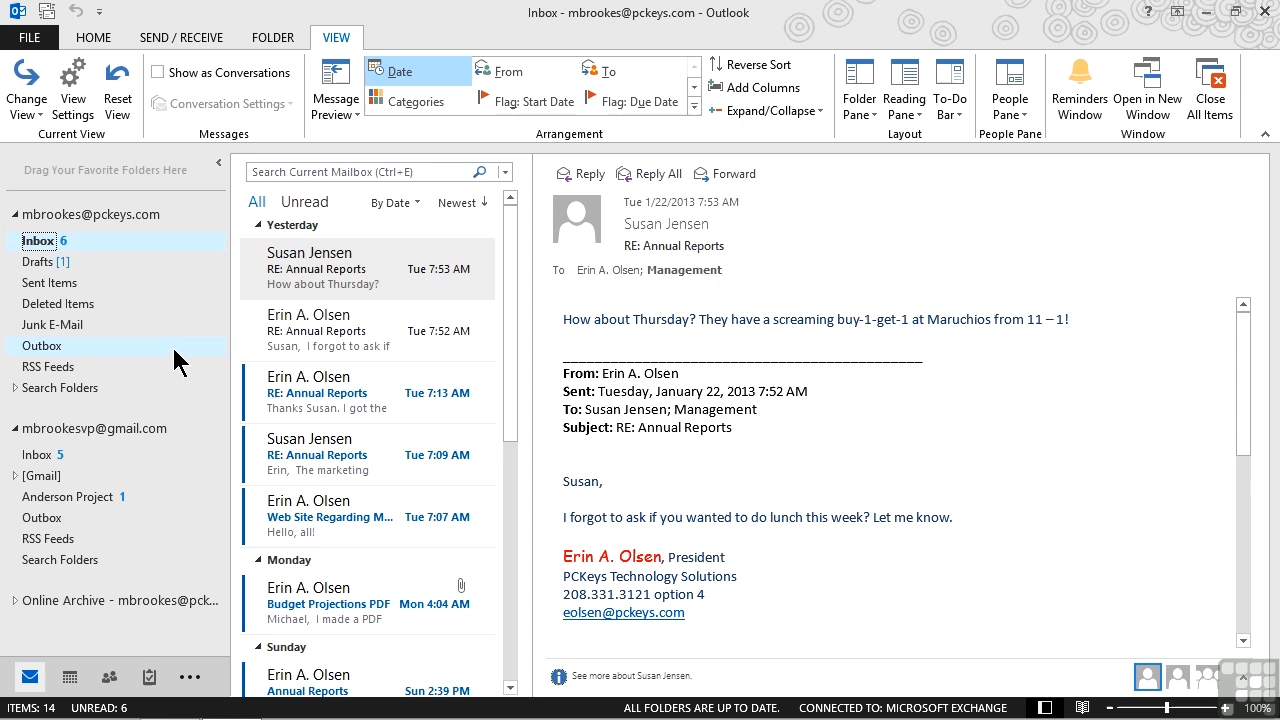 Inbox - mbrookes@pckeys.com - Outlook
FILE HOME SEND / RECEIVE FOLDER VIEW
Change View
View Settings
Reset View
Current View
Show as Conversations
Conversation Settings
Messages
Message Preview
Date From To
Categories Flag: Start Date Flag: Due Date
Reverse Sort
Add Columns
Expand/Collapse
Arrangement
Folder Pane
Reading Pane
To-Do Bar
Layout
People Pane
People Pane
Reminders Window
Open in New Window
Close All Items
Window
Drag Your Favorite Folders Here
mbrookes@pckeys.com
Inbox 6
Drafts [1]
Sent Items
Deleted Items
Junk E-Mail
Outbox
RSS Feeds
Search Folders
mbrookesvp@gmail.com
Inbox 5
[Gmail]
Anderson Project 1
Outbox
RSS Feeds
Search Folders
Online Archive - mbrookes@pck...
Search Current Mailbox (Ctrl+E)
All Unread By Date Newest
Yesterday
Susan Jensen
RE: Annual Reports Tue 7:53 AM
How about Thursday?
Erin A. Olsen
RE: Annual Reports Tue 7:52 AM
Susan, I forgot to ask if
Erin A. Olsen
RE: Annual Reports Tue 7:13 AM
Thanks Susan. I got the
Susan Jensen
RE: Annual Reports Tue 7:09 AM
Erin, The marketing
Erin A. Olsen
Web Site Regarding M... Tue 7:07 AM
Hello, all!
Monday
Erin A. Olsen
Budget Projections PDF Mon 4:04 AM
Michael, I made a PDF
Sunday
Erin A. Olsen
Annual Reports Sun 2:39 PM
Reply Reply All Forward
Tue 1/22/2013 7:53 AM
Susan Jensen
RE: Annual Reports
To Erin A. Olsen; Management
How about Thursday? They have a screaming buy-1-get-1 at Maruchios from 11 – 1!
From: Erin A. Olsen
Sent: Tuesday, January 22, 2013 7:52 AM
To: Susan Jensen; Management
Subject: RE: Annual Reports
Susan,
I forgot to ask if you wanted to do lunch this week? Let me know.
Erin A. Olsen, President
PCKeys Technology Solutions
208.331.3121 option 4
eolsen@pckeys.com
See more about Susan Jensen.
ITEMS: 14 UNREAD: 6 ALL FOLDERS ARE UP TO DATE. CONNECTED TO: MICROSOFT EXCHANGE 100%